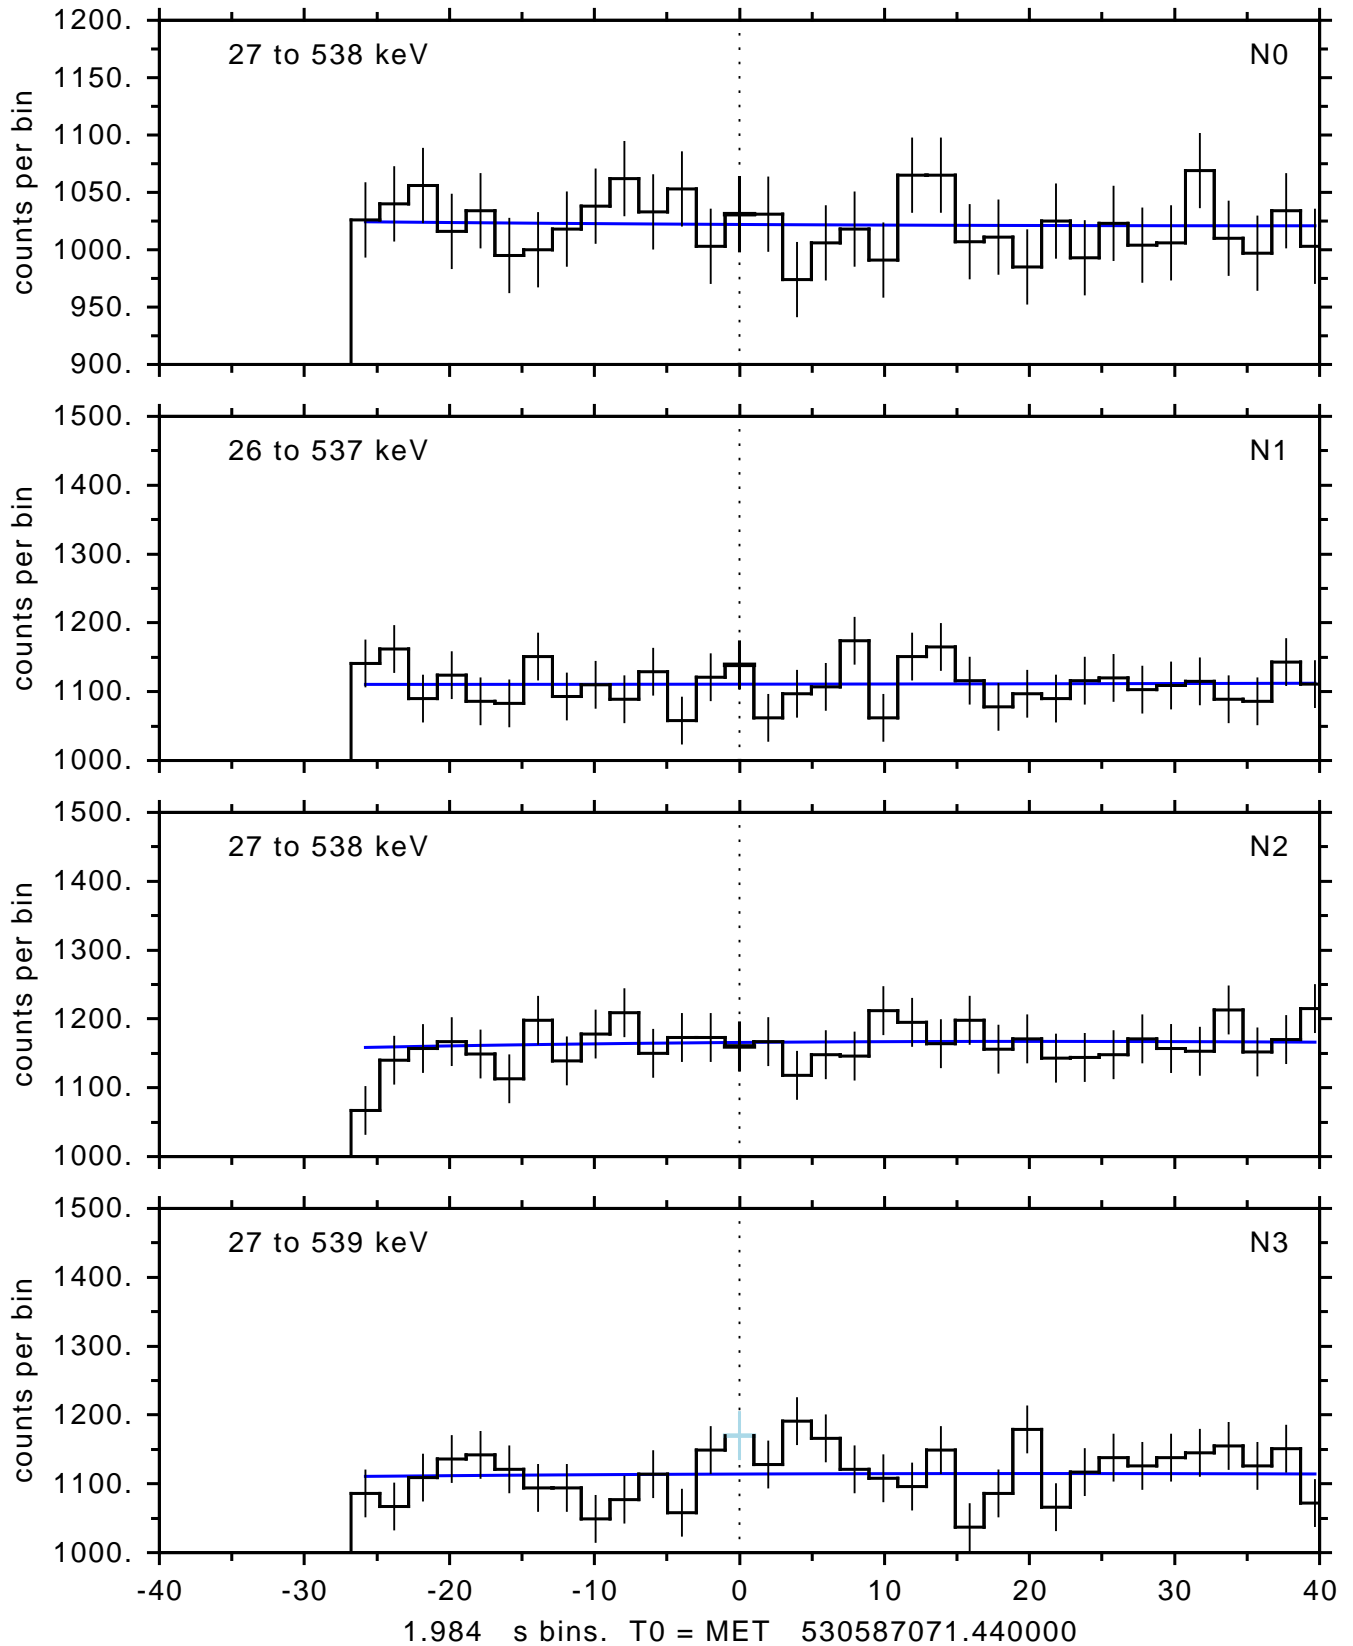 1200.
27 to 538 keV N0
1150.
1100.
1050.
1000.
950.
900.
counts per bin
1500.
26 to 537 keV N1
1400.
1300.
1200.
1100.
1000.
counts per bin
1500.
27 to 538 keV N2
1400.
1300.
1200.
1100.
1000.
counts per bin
1500.
27 to 539 keV N3
1400.
1300.
1200.
1100.
1000.
counts per bin
-40 -30 -20 -10 0 10 20 30 40
1.984 s bins. T0 = MET 530587071.440000